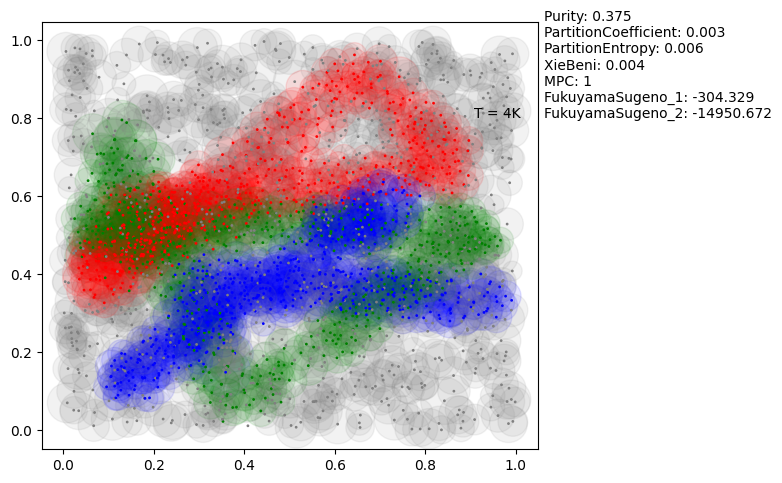 Purity: 0.375
PartitionCoefficient: 0.003
PartitionEntropy: 0.006
XieBeni: 0.004
MPC: 1
FukuyamaSugeno_1: -304.329
FukuyamaSugeno_2: -14950.672
T = 4K
1.0
0.8
0.6
0.4
0.2
0.0
0.0 0.2 0.4 0.6 0.8 1.0